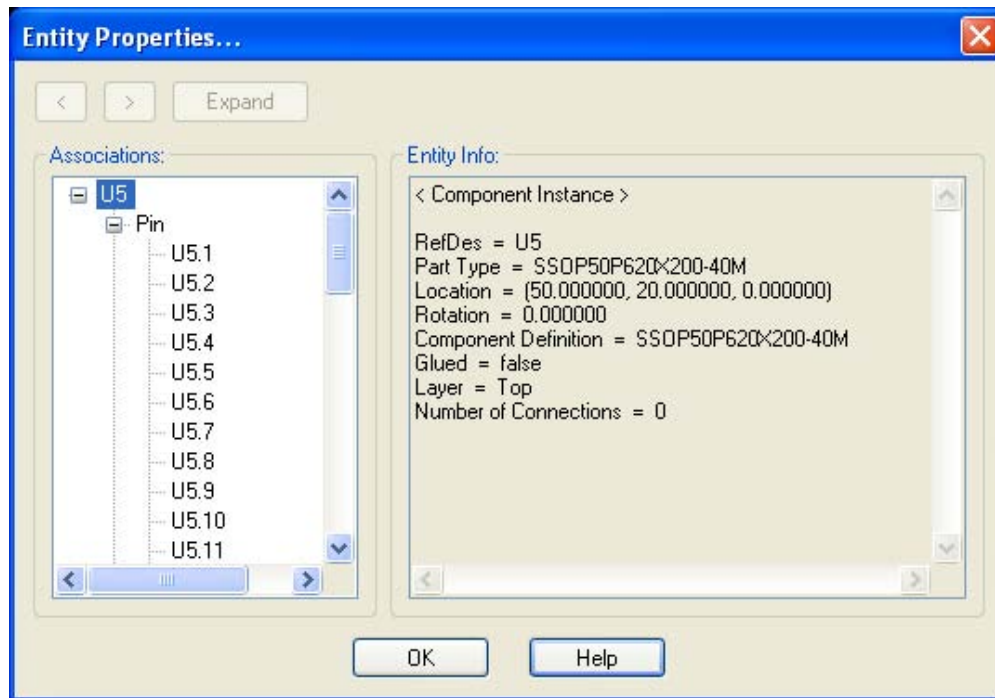 Entity Properties...
<
>
Expand
Associations:
U5
Pin
U5.1
U5.2
U5.3
U5.4
U5.5
U5.6
U5.7
U5.8
U5.9
U5.10
U5.11
Entity Info:
< Component Instance >
RefDes = U5
Part Type = SSOP50P620X200-40M
Location = (50.000000, 20.000000, 0.000000)
Rotation = 0.000000
Component Definition = SSOP50P620X200-40M
Glued = false
Layer = Top
Number of Connections = 0
OK
Help